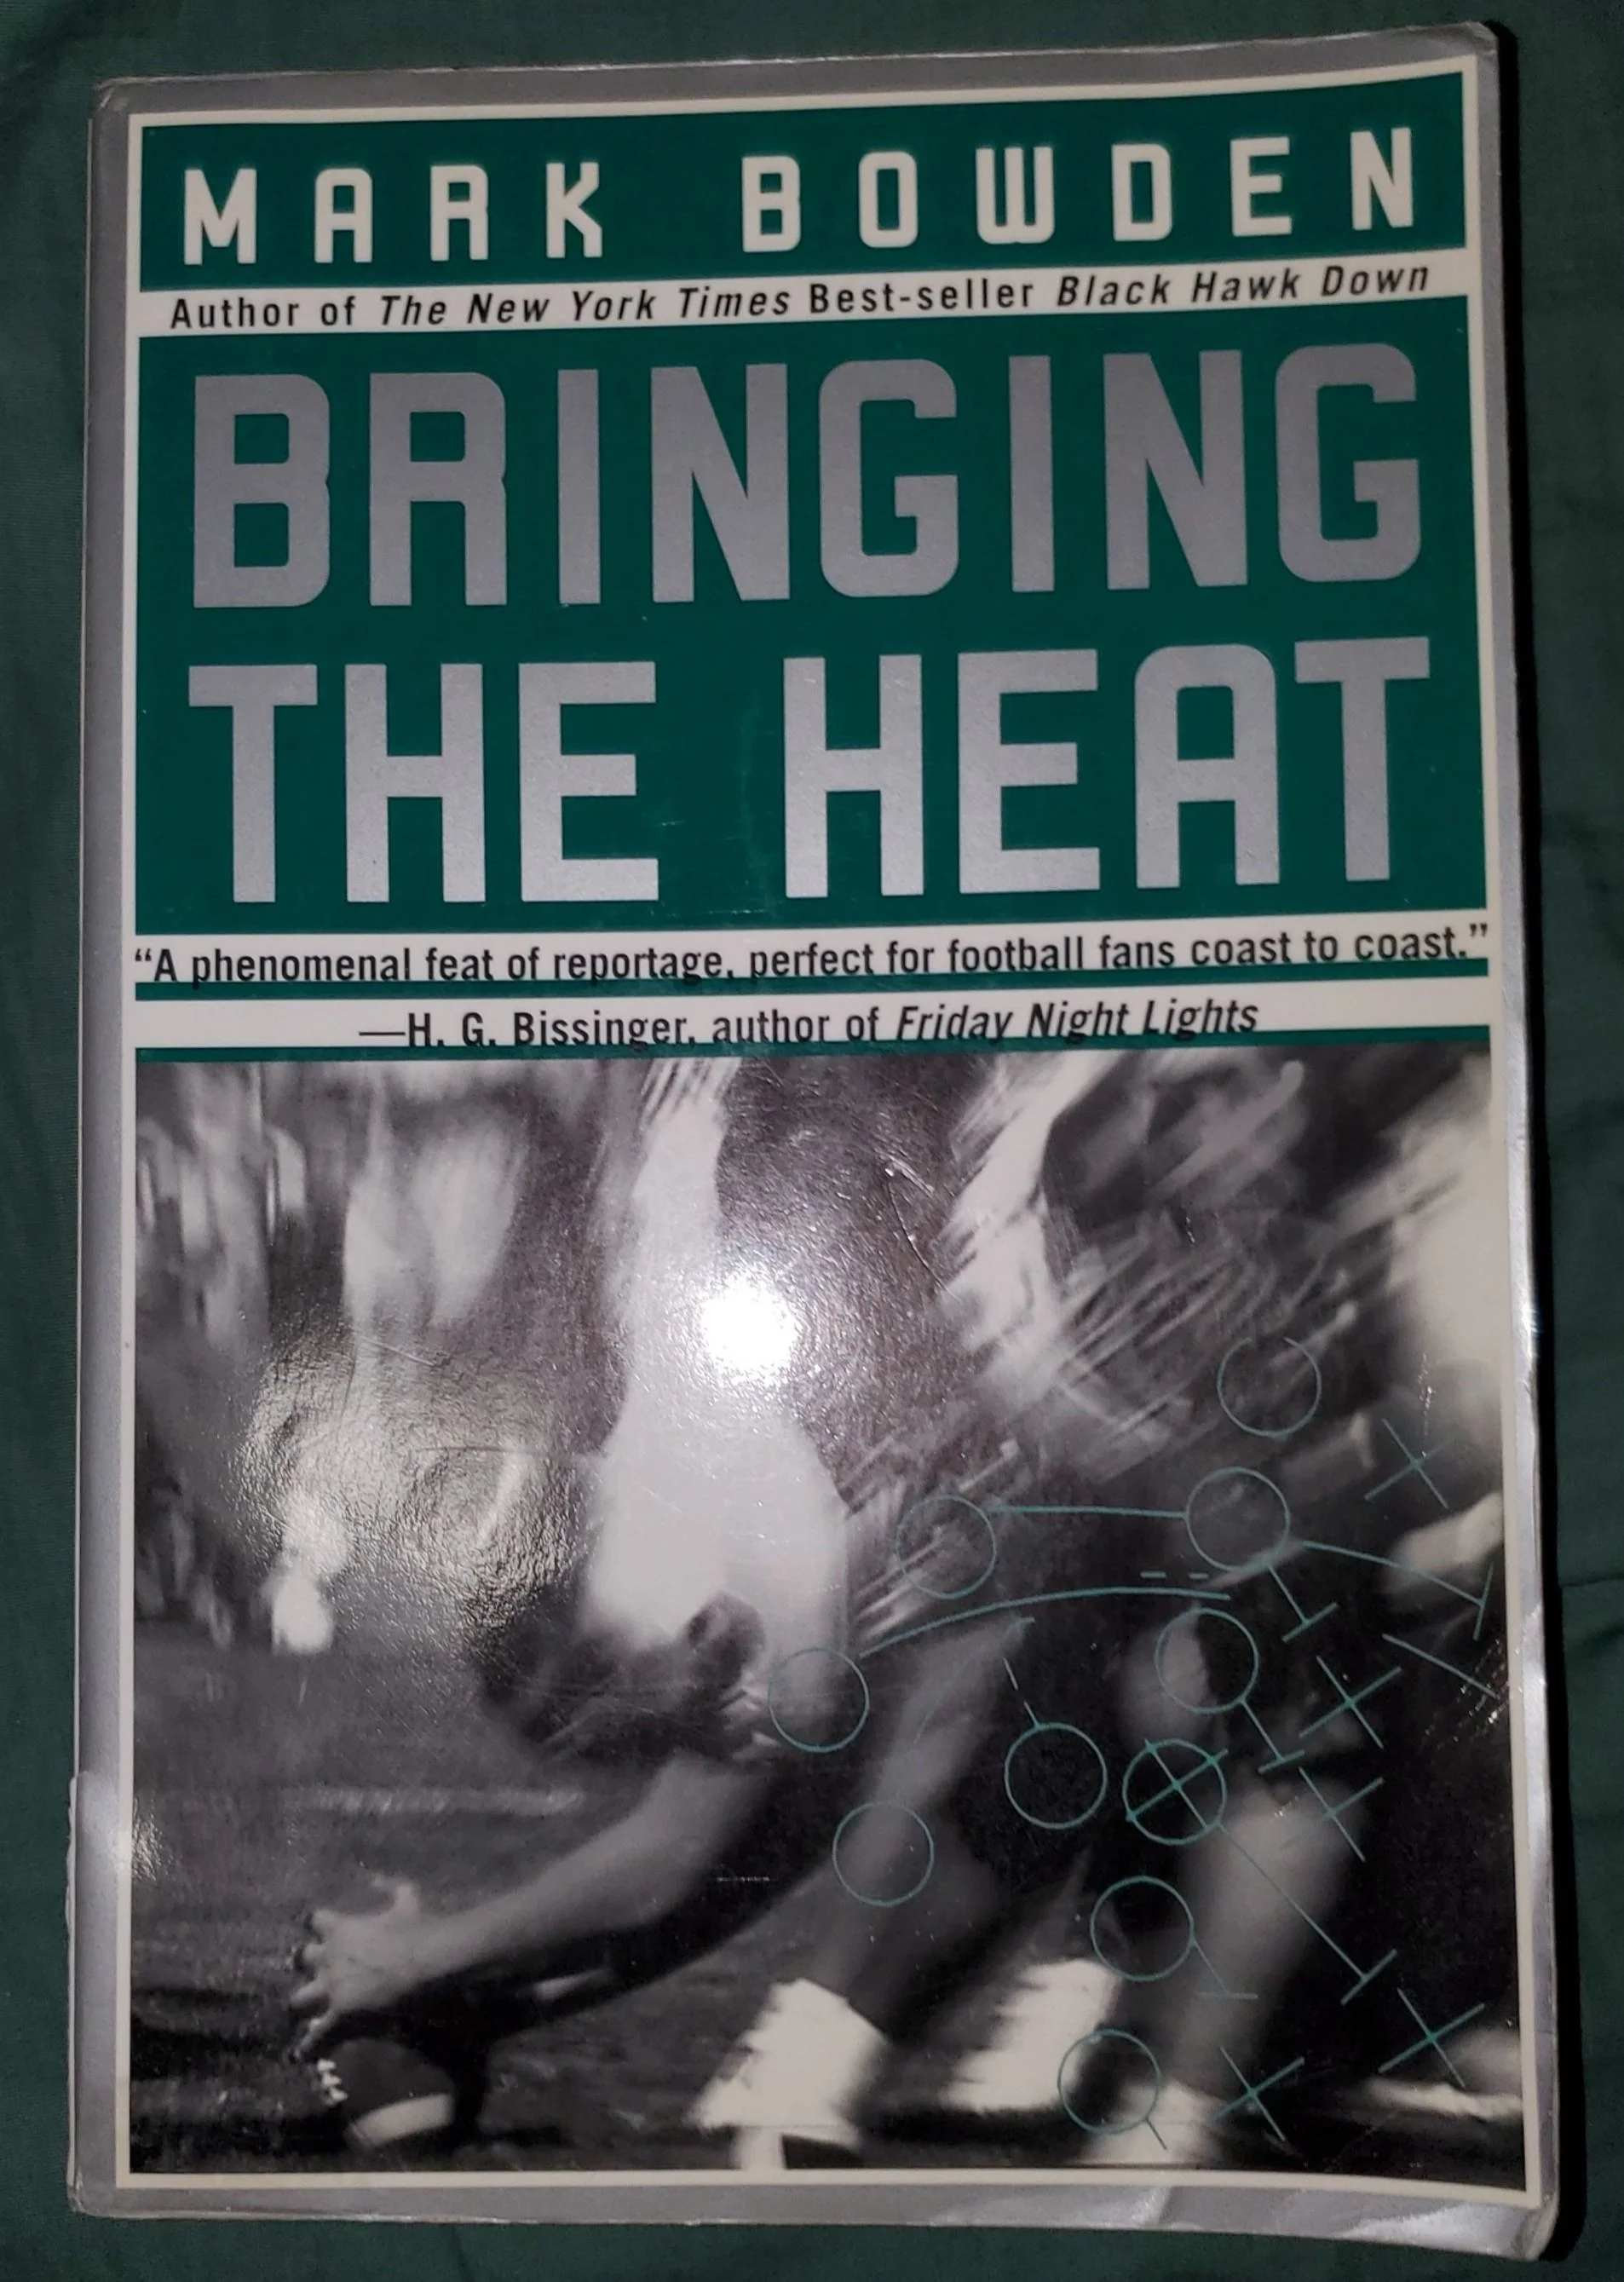 MARK BOWDEN
Author of The New York Times Best-seller Black Hawk Down
BRINGING
THE HEAT
“A phenomenal feat of reportage, perfect for football fans coast to coast.”
—H. G. Bissinger, author of Friday Night Lights